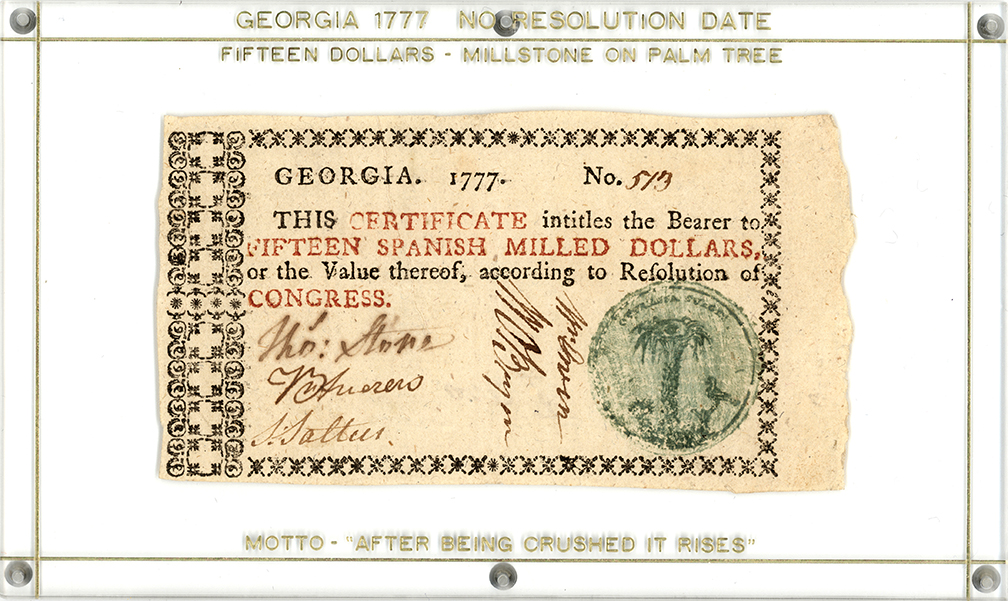 GEORGIA 1777 NO RESOLUTION DATE
FIFTEEN DOLLARS - MILLSTONE ON PALM TREE
GEORGIA. 1777. No. 513
THIS CERTIFICATE intitles the Bearer to
FIFTEEN SPANISH MILLED DOLLARS,
or the Value thereof, according to Reſolution of
CONGRESS.
Tho.: Stone
S. Saltus.
MOTTO - "AFTER BEING CRUSHED IT RISES"